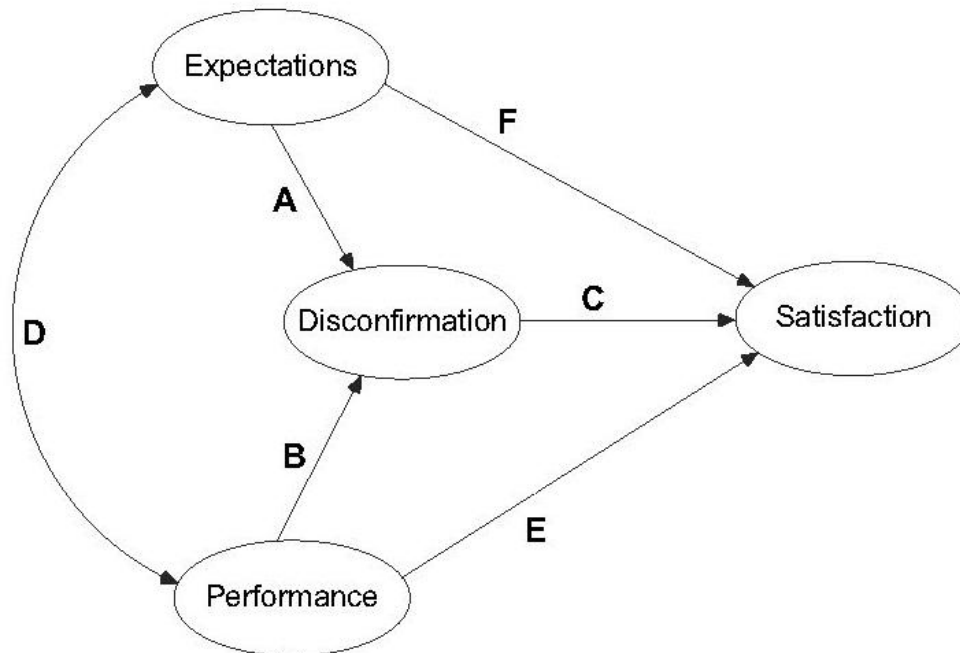 Expectations
F
A
Disconfirmation
C
Satisfaction
D
B
E
Performance